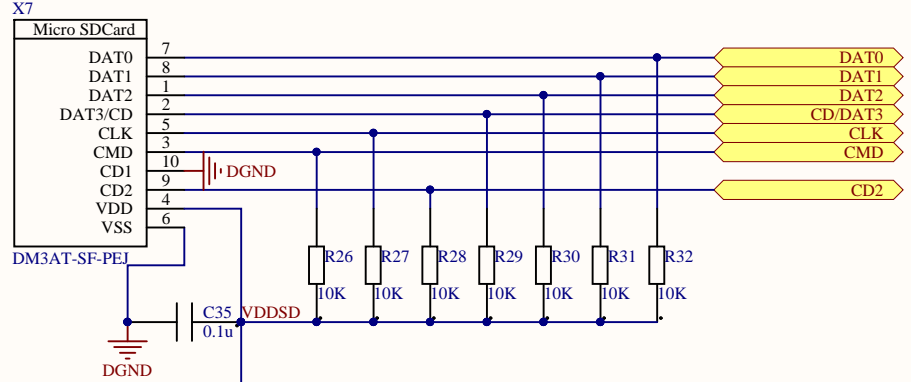 X7
Micro SDCard
DAT0 7 DAT0
DAT1 8 DAT1
DAT2 1 DAT2
DAT3/CD 2 CD/DAT3
CLK 5 CLK
CMD 3 CMD
CD1 10 DGND
CD2 9 CD2
VDD 4
VSS 6
DM3AT-SF-PEJ
R26 R27 R28 R29 R30 R31 R32
10K 10K 10K 10K 10K 10K 10K
C35 VDDSD
0.1u
DGND